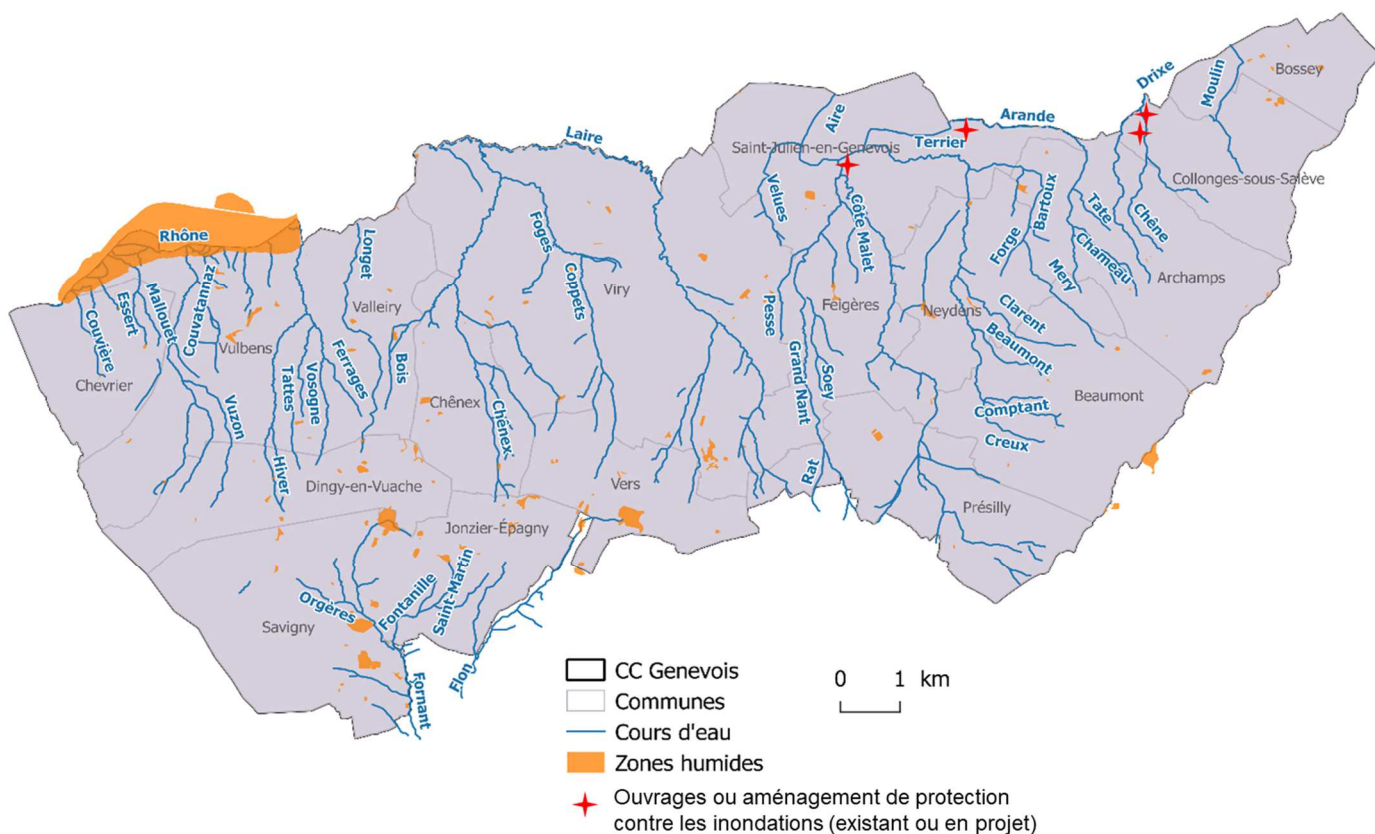 Drixe
Moulin
Bossey
Aire
Arande
Laire
Saint-Julien-en-Genevois
Terrier
Collonges-sous-Salève
Velues
Côte Malet
Bartoux
Tate
Chêne
Rhône
Longet
Foges
Forge
Chameau
Archamps
Couvatannaz
Mallouet
Essert
Couvière
Coppets
Viry
Mery
Valleiry
Pesse
Feigères
Neydens
Clarent
Vulbens
Beaumont
Chevrier
Ferrages
Bois
Grand Nant
Soey
Tattes
Vosogne
Vuzon
Chênex
Chênex
Comptant
Beaumont
Creux
Hiver
Dingy-en-Vuache
Vers
Rat
Jonzier-Épagny
Présilly
Orgères
Fontanille
Saint-Martin
Savigny
Flon
Fornant
CC Genevois
Communes
Cours d'eau
Zones humides
Ouvrages ou aménagement de protection
contre les inondations (existant ou en projet)
0 1 km